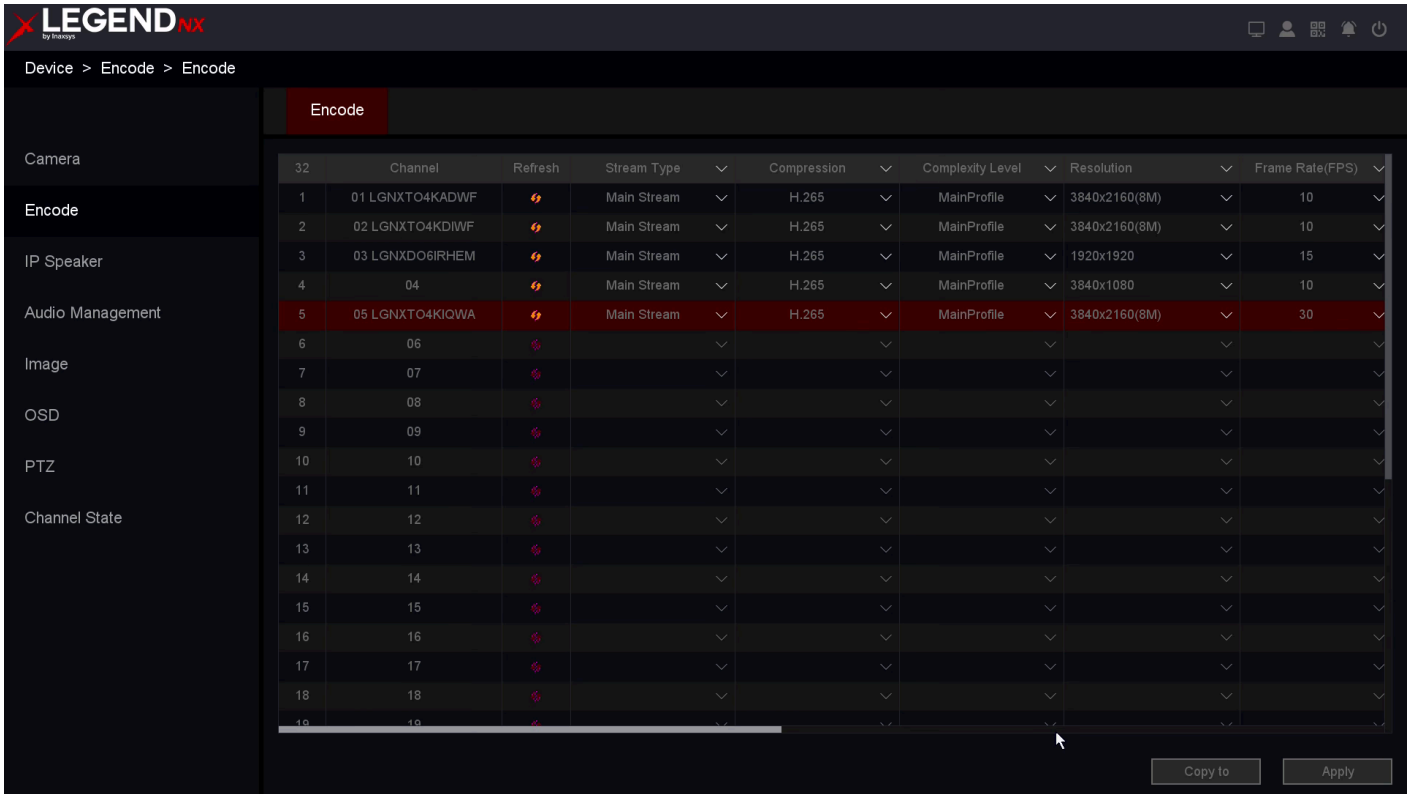 LEGENDNX
by Inaxsys
Device > Encode > Encode
Encode
Camera
Encode
IP Speaker
Audio Management
Image
OSD
PTZ
Channel State
32 Channel Refresh Stream Type Compression Complexity Level Resolution Frame Rate(FPS)
1 01 LGNXTO4KADWF Main Stream H.265 MainProfile 3840x2160(8M) 10
2 02 LGNXTO4KDIWF Main Stream H.265 MainProfile 3840x2160(8M) 10
3 03 LGNXDO6IRHEM Main Stream H.265 MainProfile 1920x1920 15
4 04 Main Stream H.265 MainProfile 3840x1080 10
5 05 LGNXTO4KIQWA Main Stream H.265 MainProfile 3840x2160(8M) 30
6 06
7 07
8 08
9 09
10 10
11 11
12 12
13 13
14 14
15 15
16 16
17 17
18 18
19 19
Copy to Apply